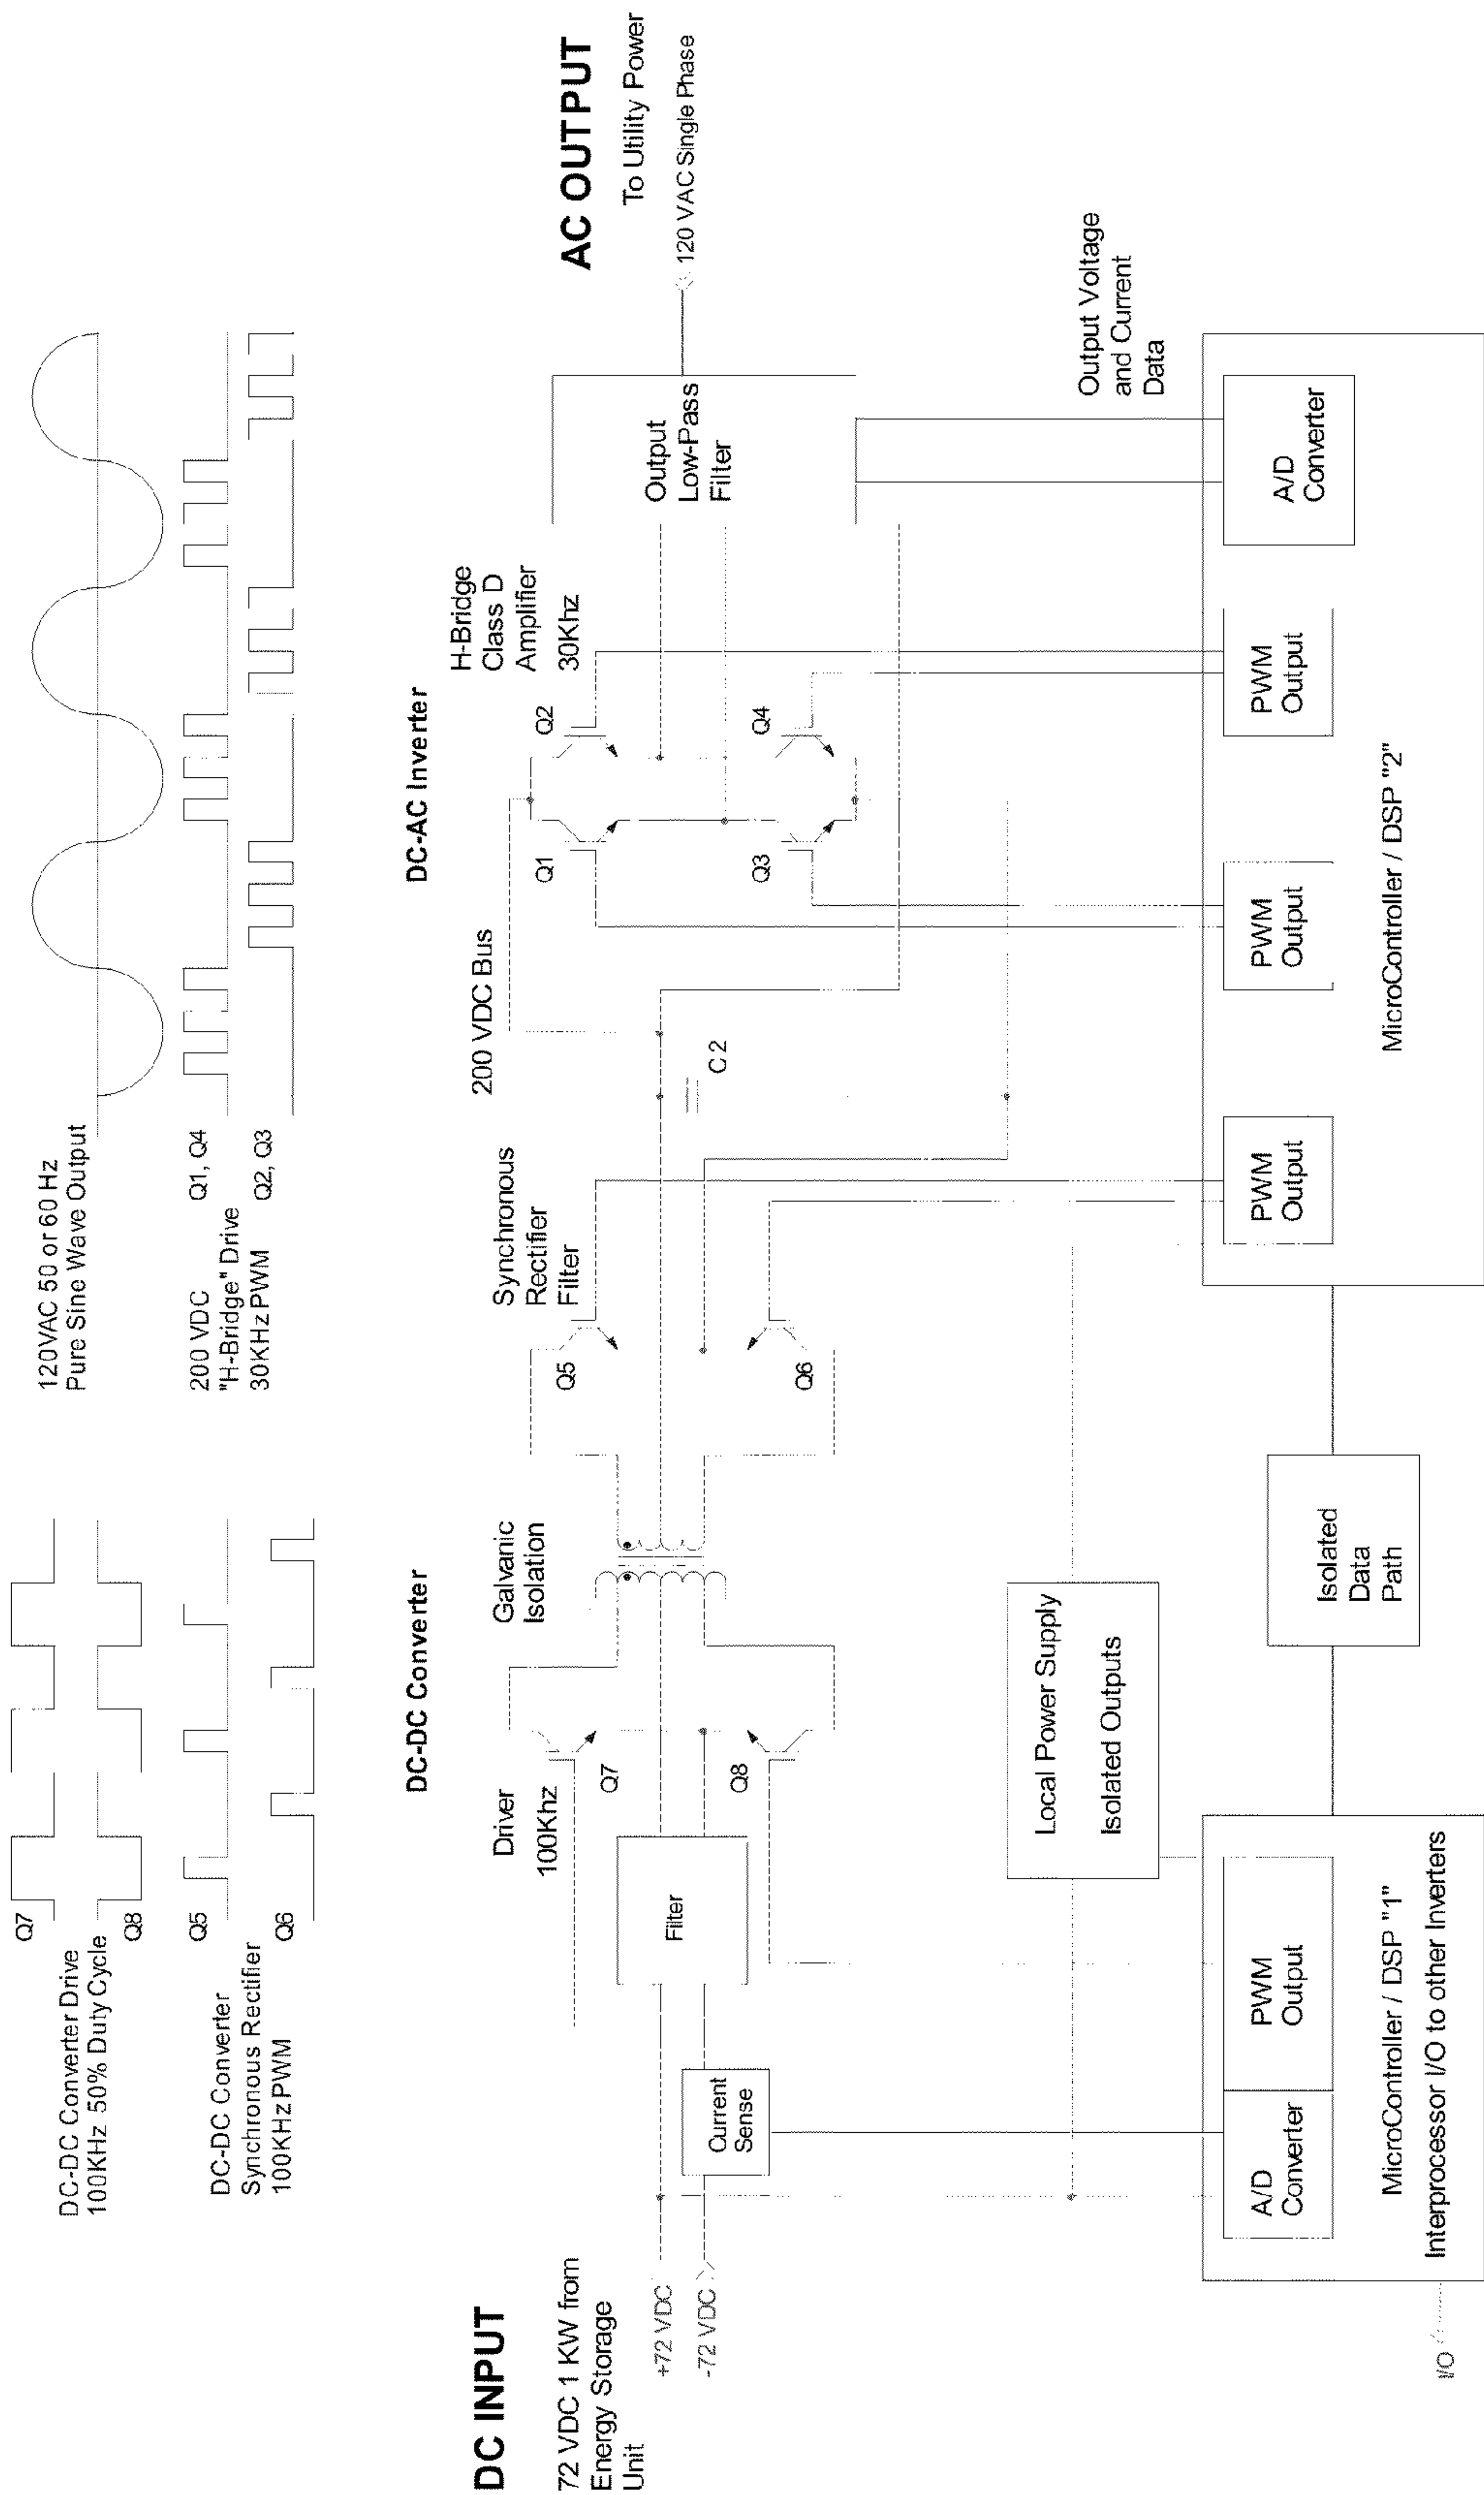 Q7
DC-DC Converter Drive
100KHz 50% Duty Cycle
Q8
Q5
DC-DC Converter
Synchronous Rectifier
100KHz PWM
Q6
120VAC 50 or 60 Hz
Pure Sine Wave Output
200 VDC
"H-Bridge" Drive
30KHz PWM
Q1, Q4
Q2, Q3
DC-DC Converter
DC-AC Inverter
DC INPUT
72 VDC 1 KW from
Energy Storage
Unit
+72 VDC
-72 VDC
Current
Sense
Filter
Driver
100Khz
Q7
Q8
Galvanic
Isolation
Synchronous
Rectifier
Filter
Q5
Q6
200 VDC Bus
C2
Q1
Q2
Q3
Q4
H-Bridge
Class D
Amplifier
30Khz
Output
Low-Pass
Filter
AC OUTPUT
To Utility Power
120 VAC Single Phase
Output Voltage
and Current
Data
Local Power Supply
Isolated Outputs
A/D
Converter
PWM
Output
MicroController / DSP "1"
Interprocessor I/O to other Inverters
I/O
Isolated
Data
Path
PWM
Output
PWM
Output
PWM
Output
A/D
Converter
MicroController / DSP "2"